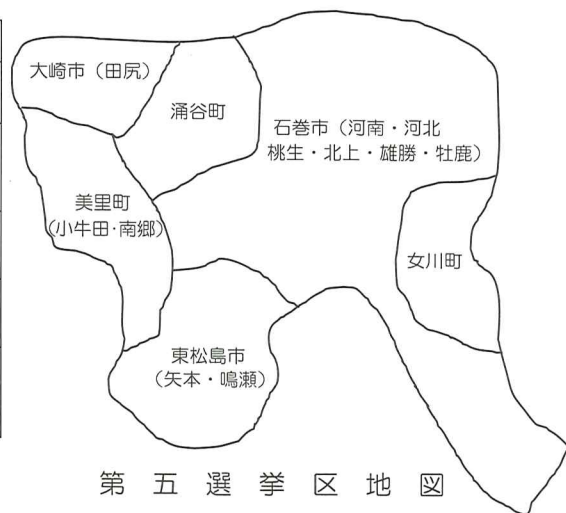 大崎市（田尻）
涌谷町
石巻市（河南・河北
桃生・北上・雄勝・牡鹿）
美里町
（小牛田・南郷）
女川町
東松島市
（矢本・鳴瀬）
第五選挙区地図